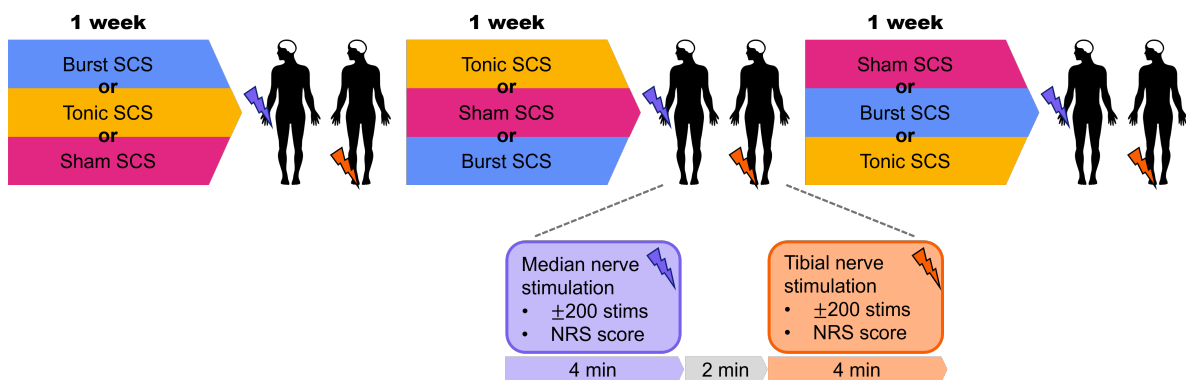 1 week
Burst SCS
or
Tonic SCS
or
Sham SCS
1 week
Tonic SCS
or
Sham SCS
or
Burst SCS
1 week
Sham SCS
or
Burst SCS
or
Tonic SCS
Median nerve
stimulation
• ±200 stims
• NRS score
Tibial nerve
stimulation
• ±200 stims
• NRS score
4 min
2 min
4 min